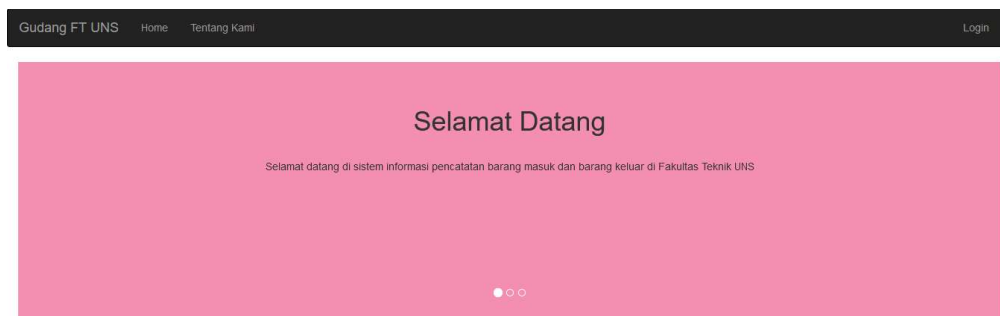 Gudang FT UNS Home Tentang Kami Login
Selamat Datang
Selamat datang di sistem informasi pencatatan barang masuk dan barang keluar di Fakultas Teknik UNS